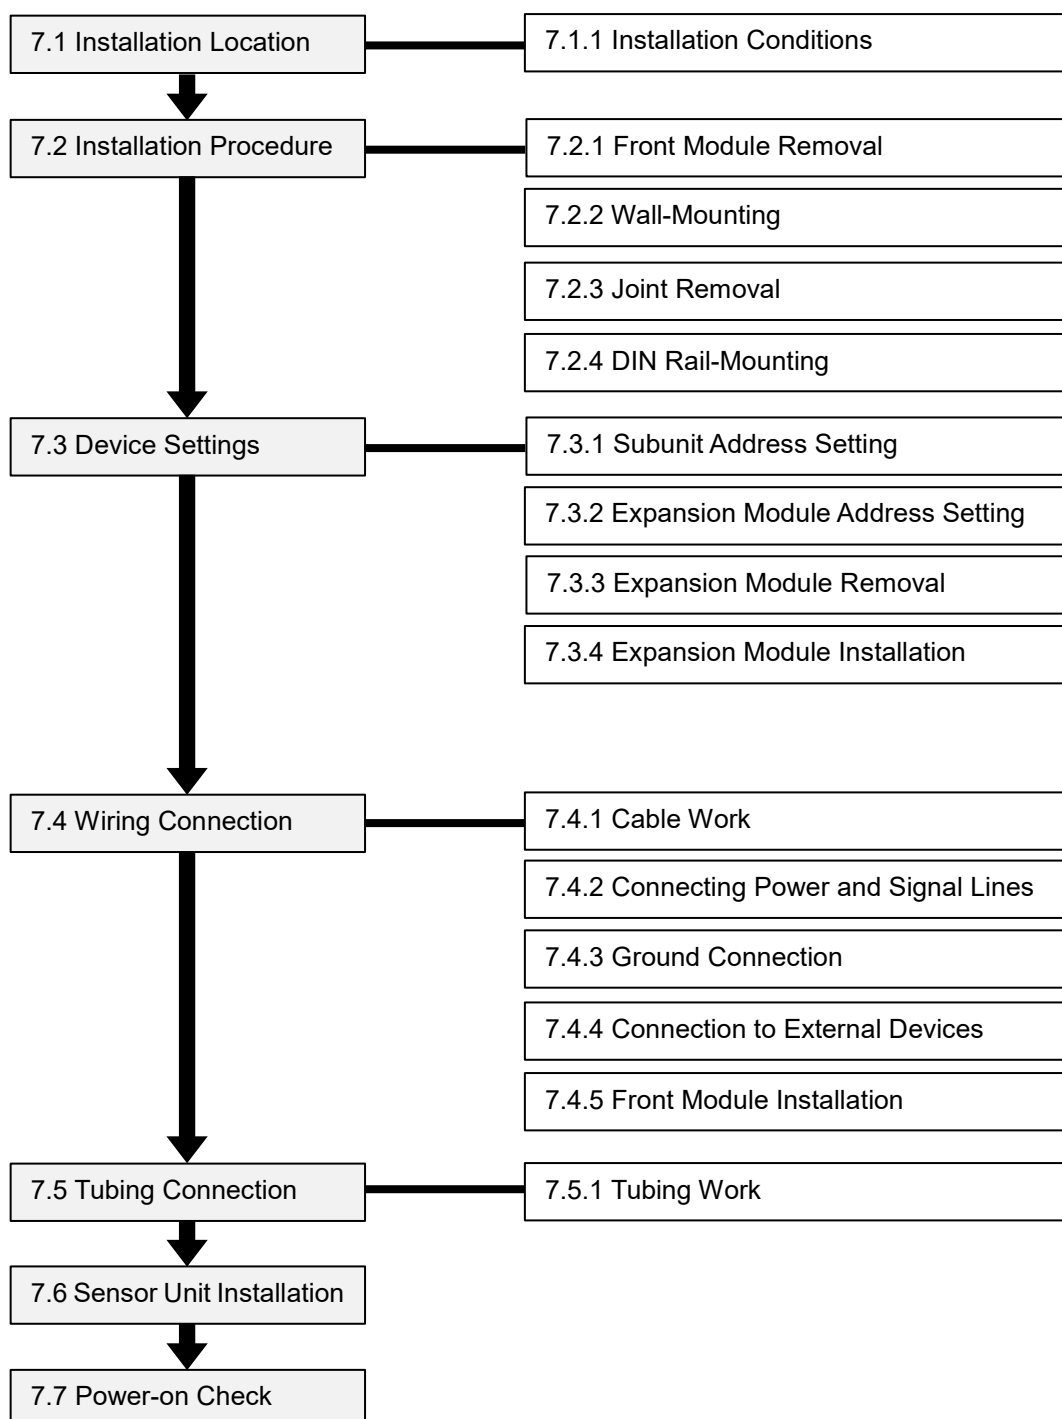 7.1 Installation Location
7.1.1 Installation Conditions
7.2 Installation Procedure
7.2.1 Front Module Removal
7.2.2 Wall-Mounting
7.2.3 Joint Removal
7.2.4 DIN Rail-Mounting
7.3 Device Settings
7.3.1 Subunit Address Setting
7.3.2 Expansion Module Address Setting
7.3.3 Expansion Module Removal
7.3.4 Expansion Module Installation
7.4 Wiring Connection
7.4.1 Cable Work
7.4.2 Connecting Power and Signal Lines
7.4.3 Ground Connection
7.4.4 Connection to External Devices
7.4.5 Front Module Installation
7.5 Tubing Connection
7.5.1 Tubing Work
7.6 Sensor Unit Installation
7.7 Power-on Check